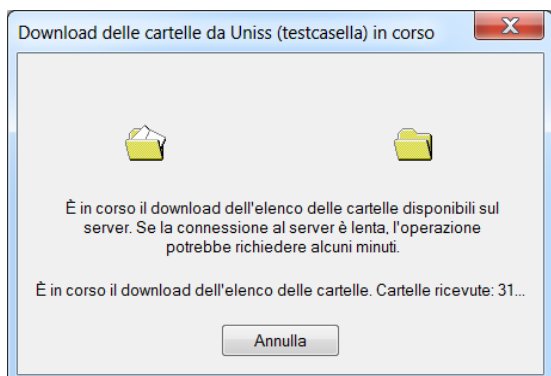 Download delle cartelle da Uniss (testcasella) in corso
È in corso il download dell'elenco delle cartelle disponibili sul
server. Se la connessione al server è lenta, l'operazione
potrebbe richiedere alcuni minuti.
È in corso il download dell'elenco delle cartelle. Cartelle ricevute: 31...
Annulla